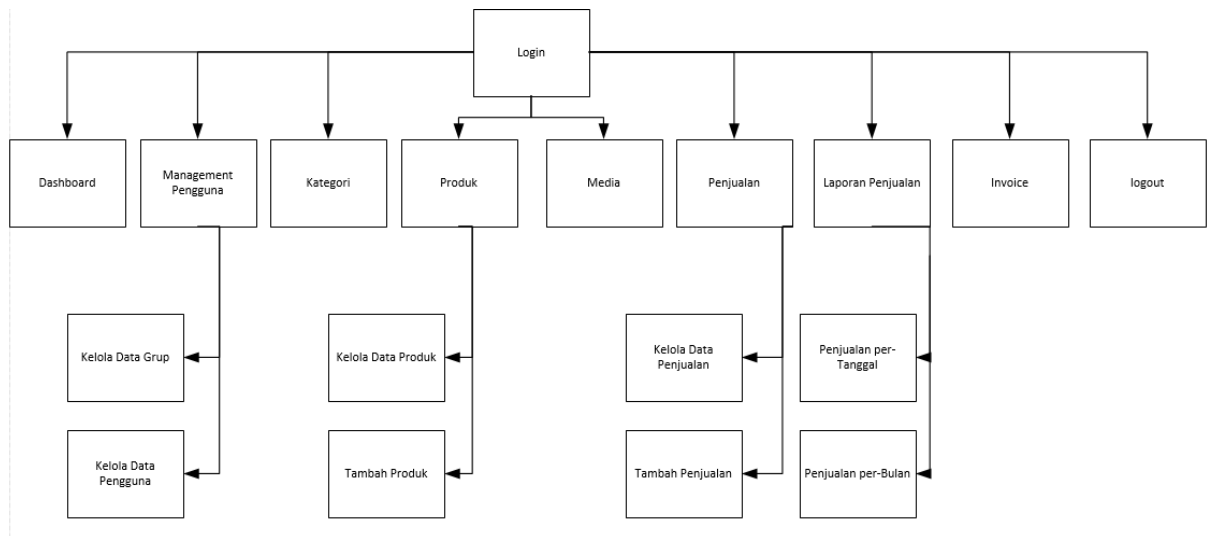 Login
Dashboard
Management
Pengguna
Kategori
Produk
Media
Penjualan
Laporan Penjualan
Invoice
logout
Kelola Data Grup
Kelola Data Produk
Kelola Data
Penjualan
Penjualan per-
Tanggal
Kelola Data
Pengguna
Tambah Produk
Tambah Penjualan
Penjualan per-Bulan